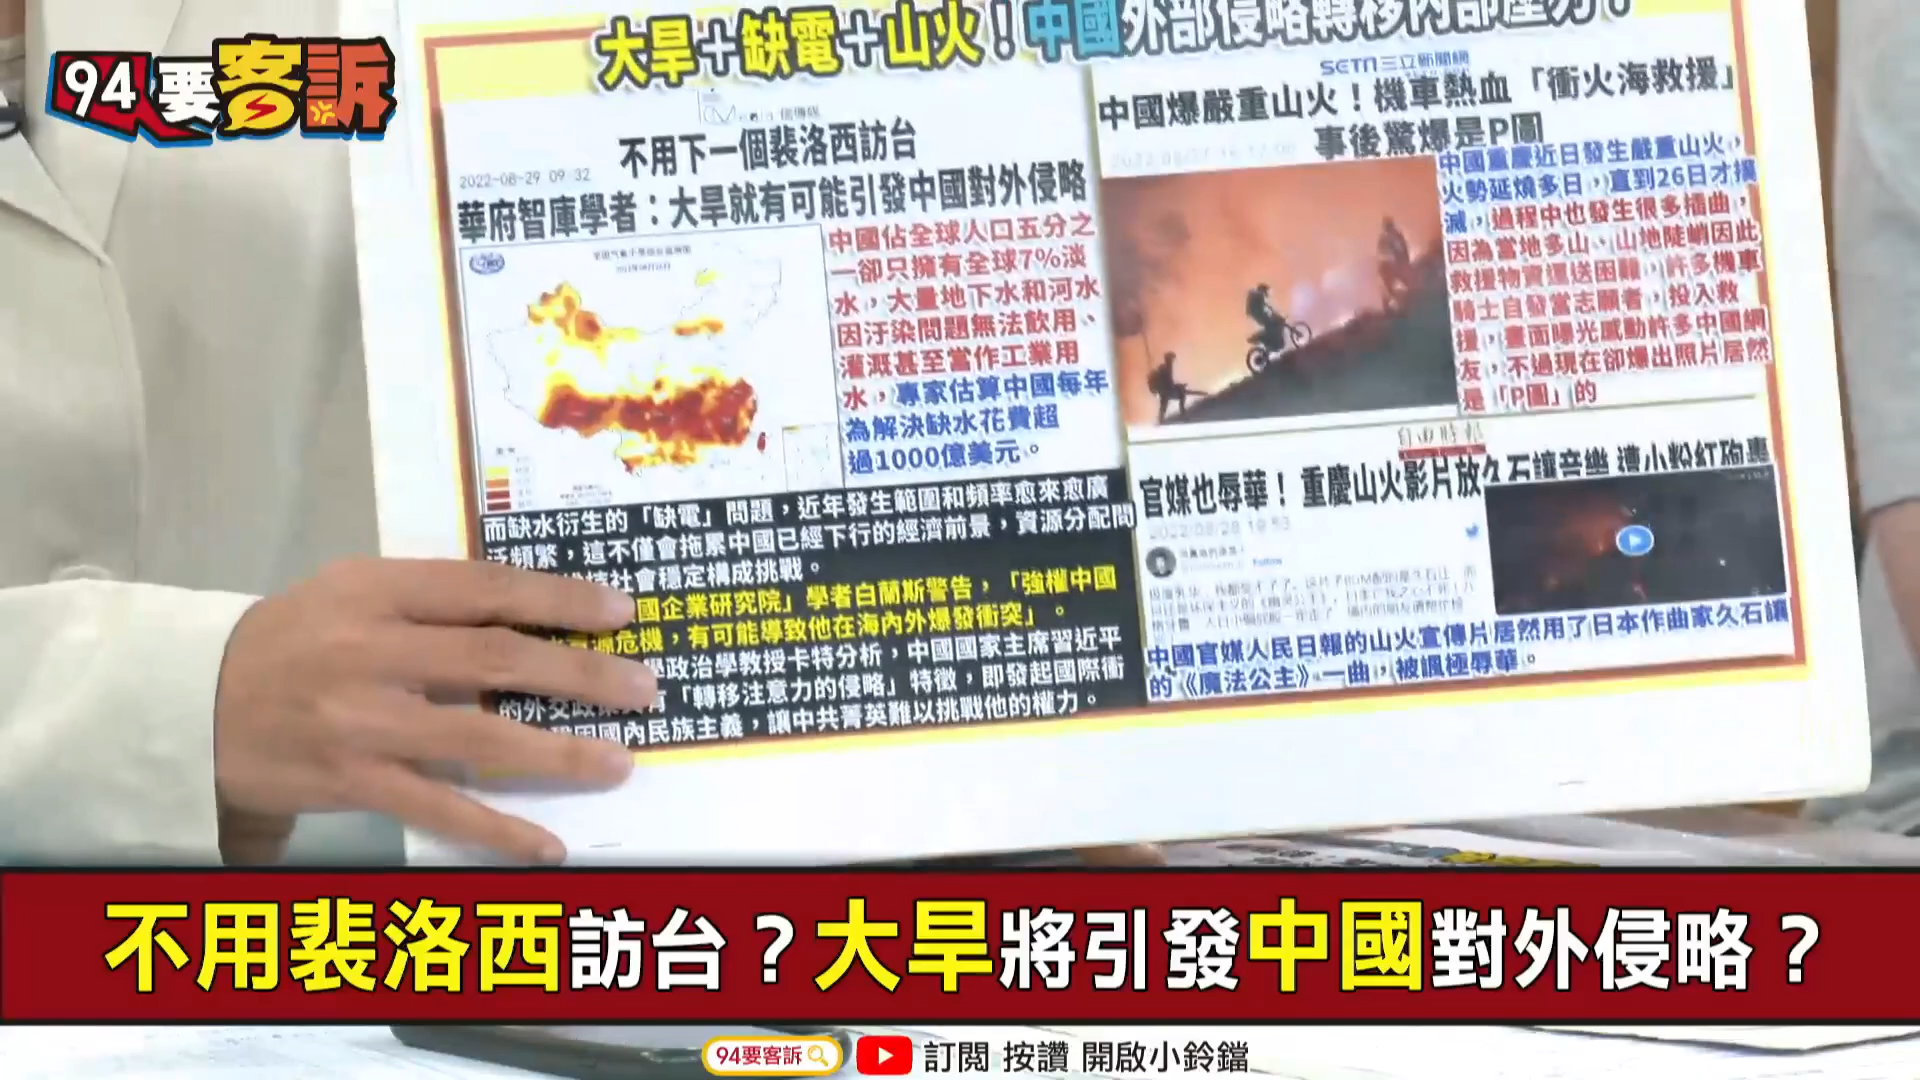 94要客訴
大旱+缺電+山火!中國外部侵略轉移內部壓力!
信傳媒
不用下一個裴洛西訪台
2022-08-29 09:32
華府智庫學者：大旱就有可能引發中國對外侵略
中國佔全球人口五分之
一卻只擁有全球7%淡
水，大量地下水和河水
因汙染問題無法飲用、
灌溉甚至當作工業用
水，專家估算中國每年
為解決缺水花費超
過1000億美元。
而缺水衍生的「缺電」問題，近年發生範圍和頻率愈來愈廣
泛頻繁，這不僅會拖累中國已經下行的經濟前景，資源分配問
社會穩定構成挑戰。
國企業研究院」學者白蘭斯警告，「強權中國
危機，有可能導致他在海內外爆發衝突」。
學政治學教授卡特分析，中國國家主席習近平
的外交政策具有「轉移注意力的侵略」特徵，即發起國際衝
國內民族主義，讓中共菁英難以挑戰他的權力。
SETN三立新聞網
中國爆嚴重山火！機車熱血「衝火海救援」
事後驚爆是P圖
中國重慶近日發生嚴重山火，
火勢延燒多日，直到26日才撲
滅，過程中也發生很多插曲，
因為當地多山、山地陡峭因此
救援物資運送困難，許多機車
騎士自發當志願者，投入救
援，畫面曝光感動許多中國網
友，不過現在卻爆出照片居然
是「P圖」的
自由時報
官媒也辱華！ 重慶山火影片放久石讓音樂 遭小粉紅砲轟
2022/08/28 19:53
中國官媒人民日報的山火宣傳片居然用了日本作曲家久石讓
的《魔法公主》一曲，被諷極辱華。
不用裴洛西訪台？大旱將引發中國對外侵略？
94要客訴
訂閱 按讚 開啟小鈴鐺